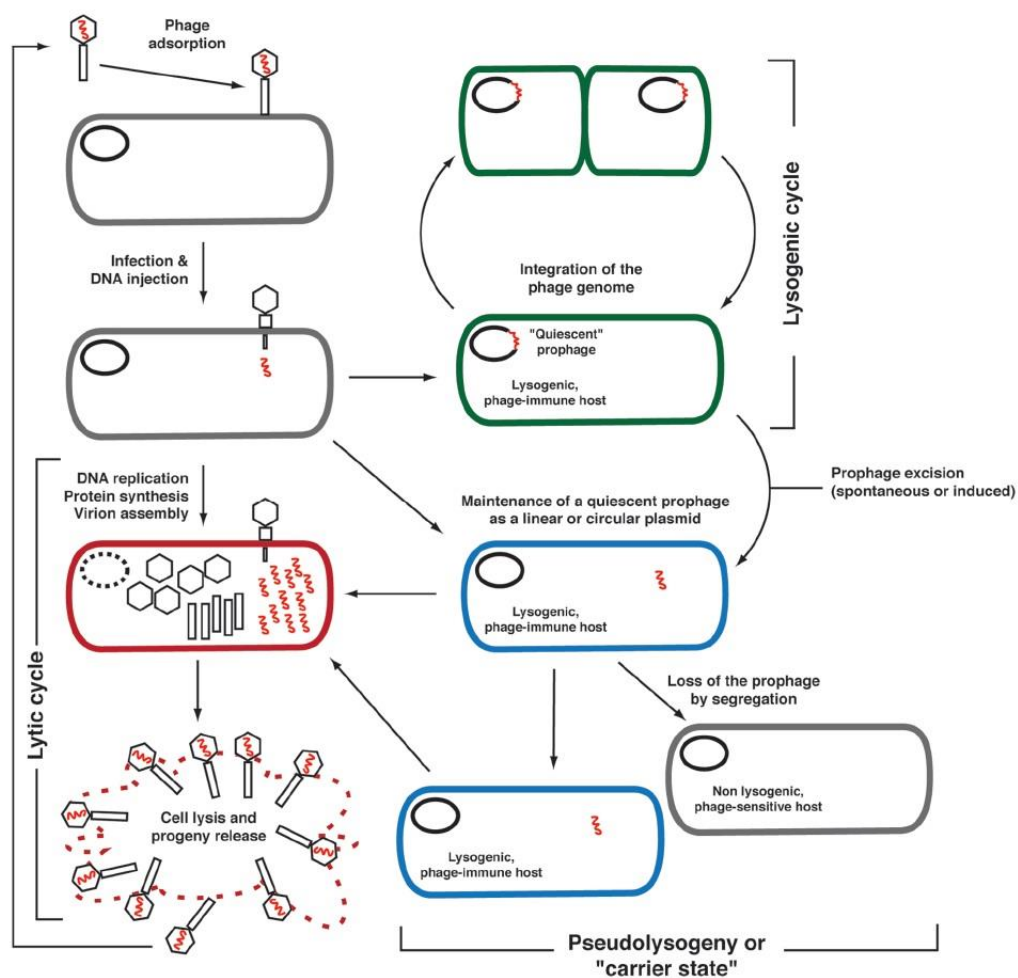 Phage
adsorption
Infection &
DNA injection
Integration of the
phage genome
"Quiescent"
prophage
Lysogenic,
phage-immune host
Lysogenic cycle
DNA replication
Protein synthesis
Virion assembly
Maintenance of a quiescent prophage
as a linear or circular plasmid
Prophage excision
(spontaneous or induced)
Lysogenic,
phage-immune host
Lytic cycle
Loss of the prophage
by segregation
Cell lysis and
progeny release
Non lysogenic,
phage-sensitive host
Lysogenic,
phage-immune host
Pseudolysogeny or
"carrier state"